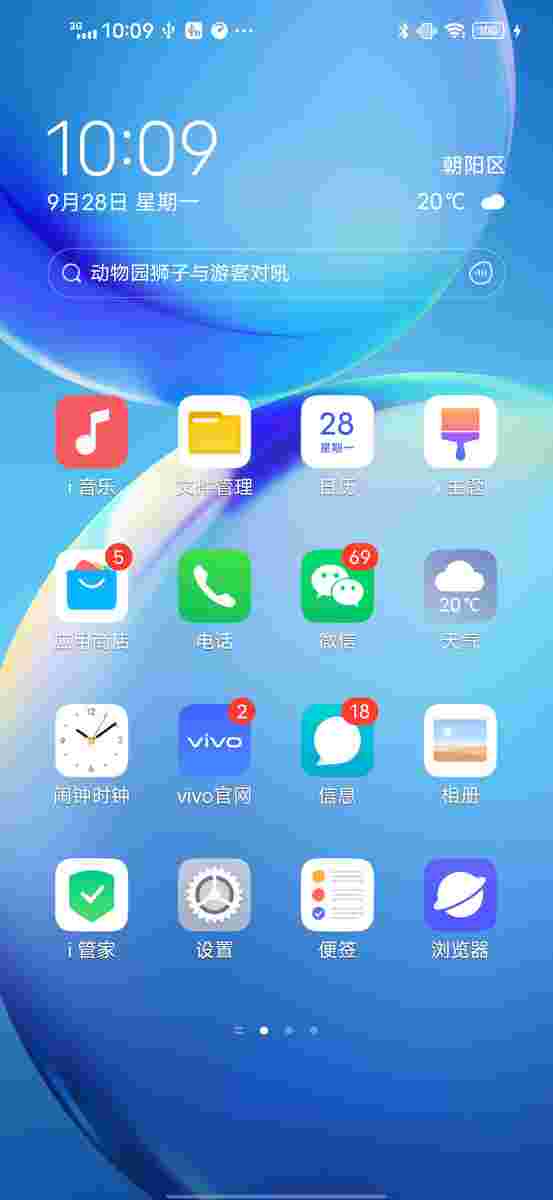 2G 10:09 100
10:09
朝阳区
9月28日 星期一
20℃
动物园狮子与游客对吼
28
星期一
i 音乐
文件管理
日历
i 主题
5
69
20℃
应用商店
电话
微信
天气
12
3
6
9
2
vivo
18
闹钟时钟
vivo官网
信息
相册
i 管家
设置
便签
浏览器